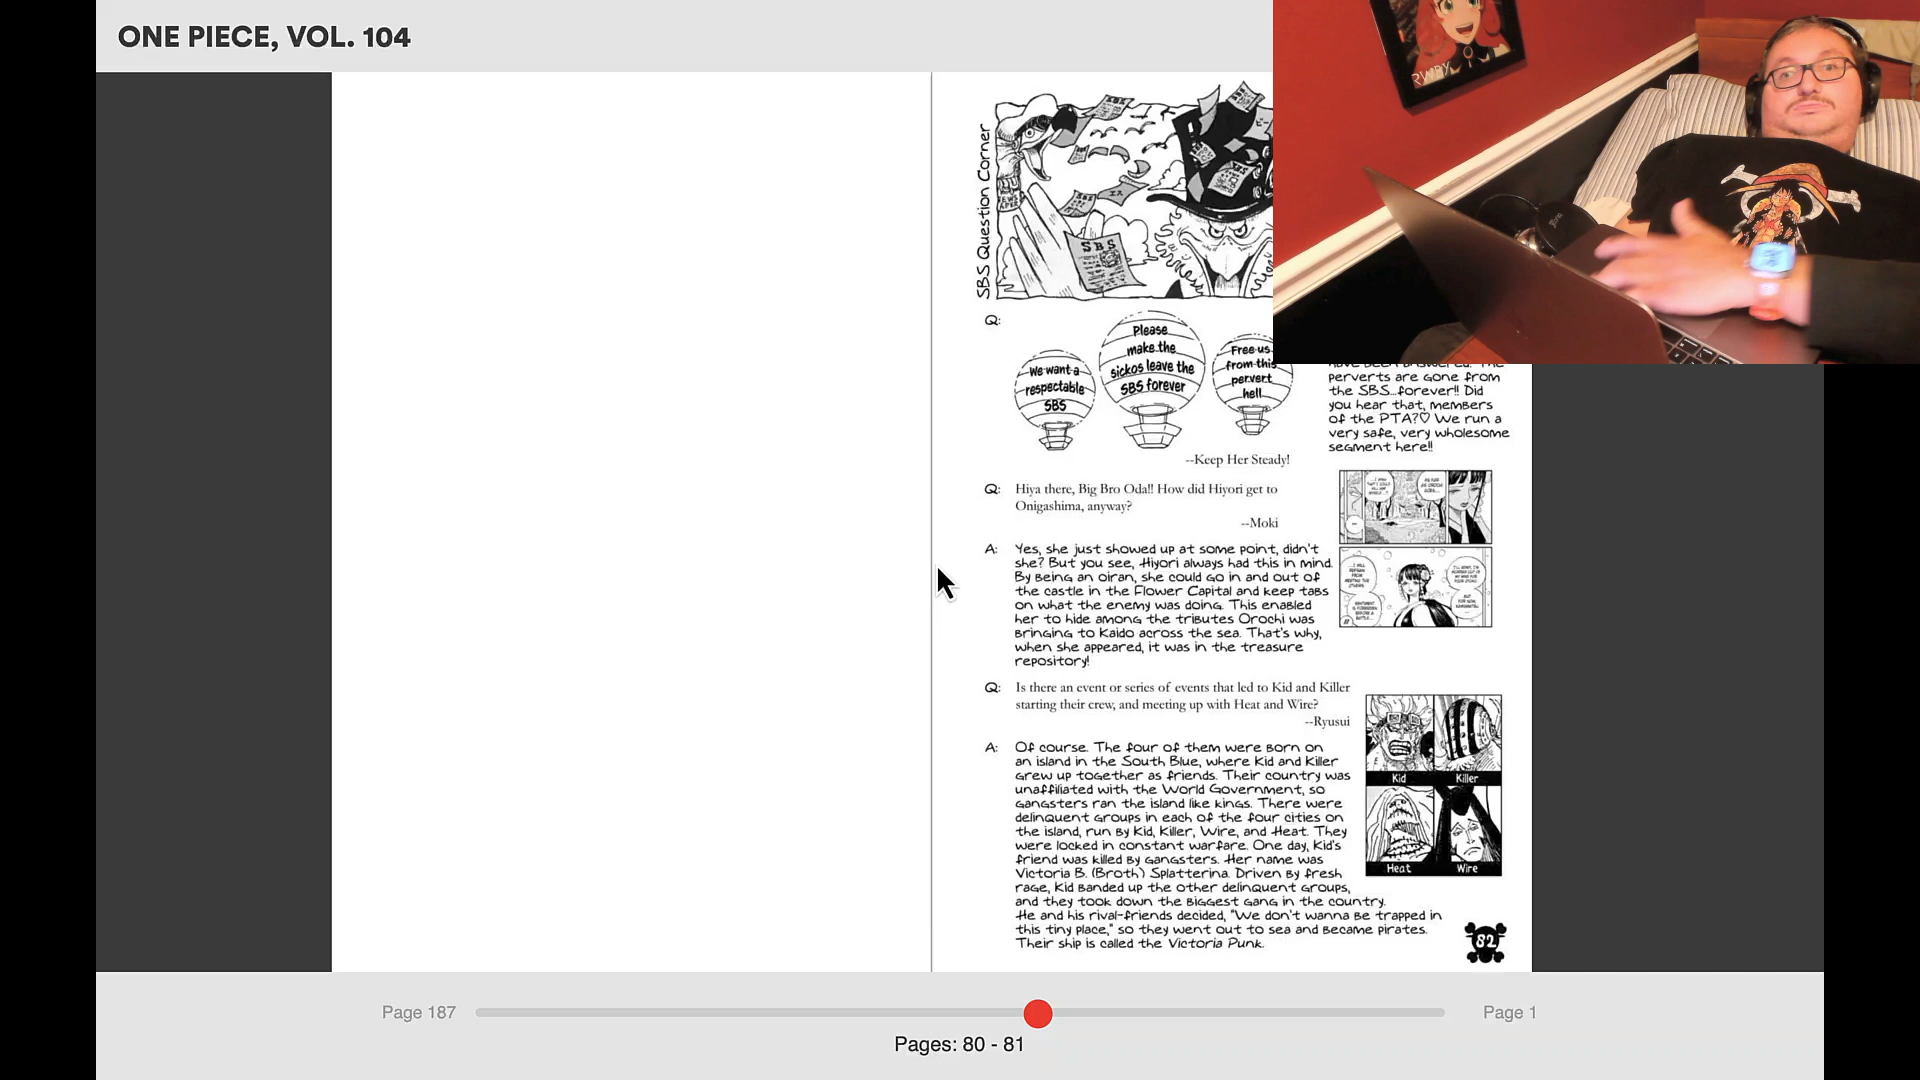 ONE PIECE, VOL. 104
RWBY
SBS Question Corner
SBS
Q:
We want a
respectable
SBS
Please
make the
sickos leave the
SBS forever
Free us
from this
pervert
hell
--Keep Her Steady!
have been answered! The
perverts are gone from
the SBS...forever!! Did
you hear that, members
of the PTA?♡ We run a
very safe, very wholesome
segment here!!
Q: Hiya there, Big Bro Oda!! How did Hiyori get to
Onigashima, anyway?
--Moki
A: Yes, she just showed up at some point, didn't
she? But you see, Hiyori always had this in mind.
By being an oiran, she could go in and out of
the castle in the Flower Capital and keep tabs
on what the enemy was doing. This enabled
her to hide among the tributes Orochi was
bringing to Kaido across the sea. That's why,
when she appeared, it was in the treasure
repository!
Q: Is there an event or series of events that led to Kid and Killer
starting their crew, and meeting up with Heat and Wire?
--Ryusui
A: Of course. The four of them were born on
an island in the South Blue, where Kid and Killer
grew up together as friends. Their country was
unaffiliated with the World Government, so
gangsters ran the island like kings. There were
delinquent groups in each of the four cities on
the island, run by Kid, Killer, Wire, and Heat. They
were locked in constant warfare. One day, Kid's
friend was killed by gangsters. Her name was
Victoria B. (Broth) Splatterina. Driven by fresh
rage, Kid banded up the other delinquent groups,
and they took down the biggest gang in the country.
He and his rival-friends decided, "We don't wanna be trapped in
this tiny place," so they went out to sea and became pirates.
Their ship is called the Victoria Punk.
Kid Killer
Heat Wire
82
Page 187
Page 1
Pages: 80 - 81